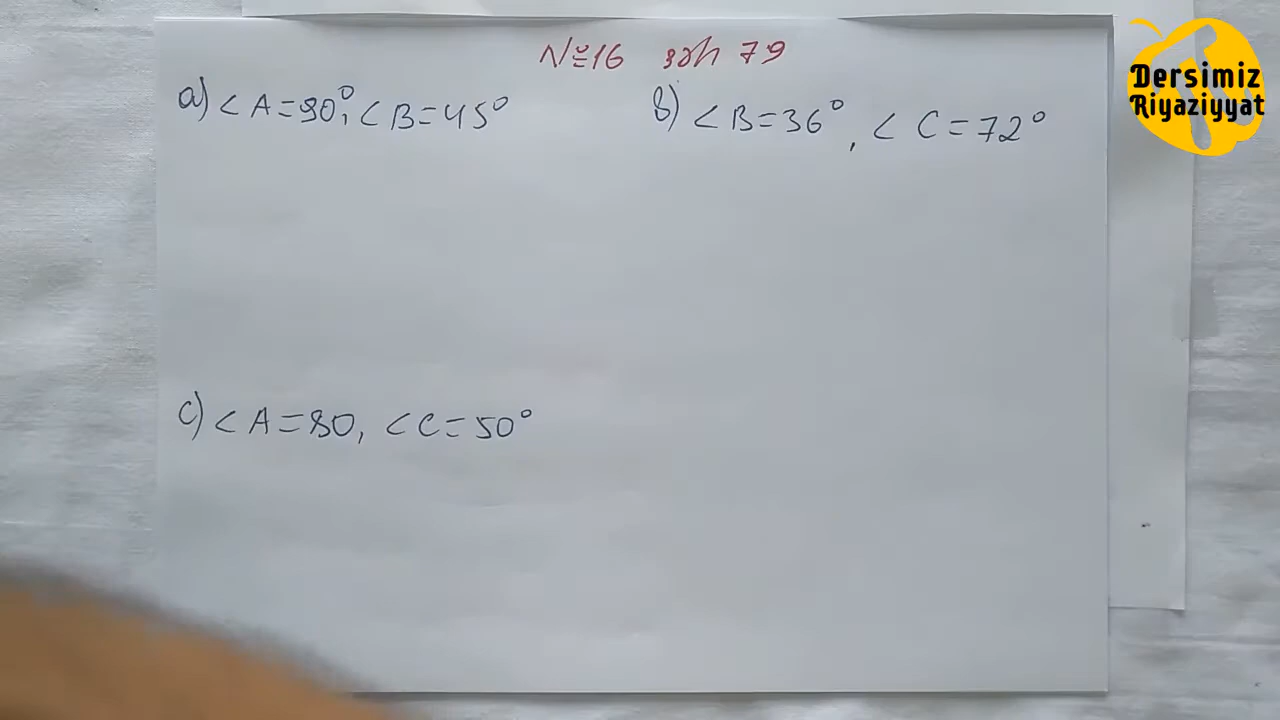 №16 səh 79
a) < A = 90°, < B = 45°
b) < B = 36°, < C = 72°
c) < A = 80, < C = 50°
Dersimiz
Riyaziyyat